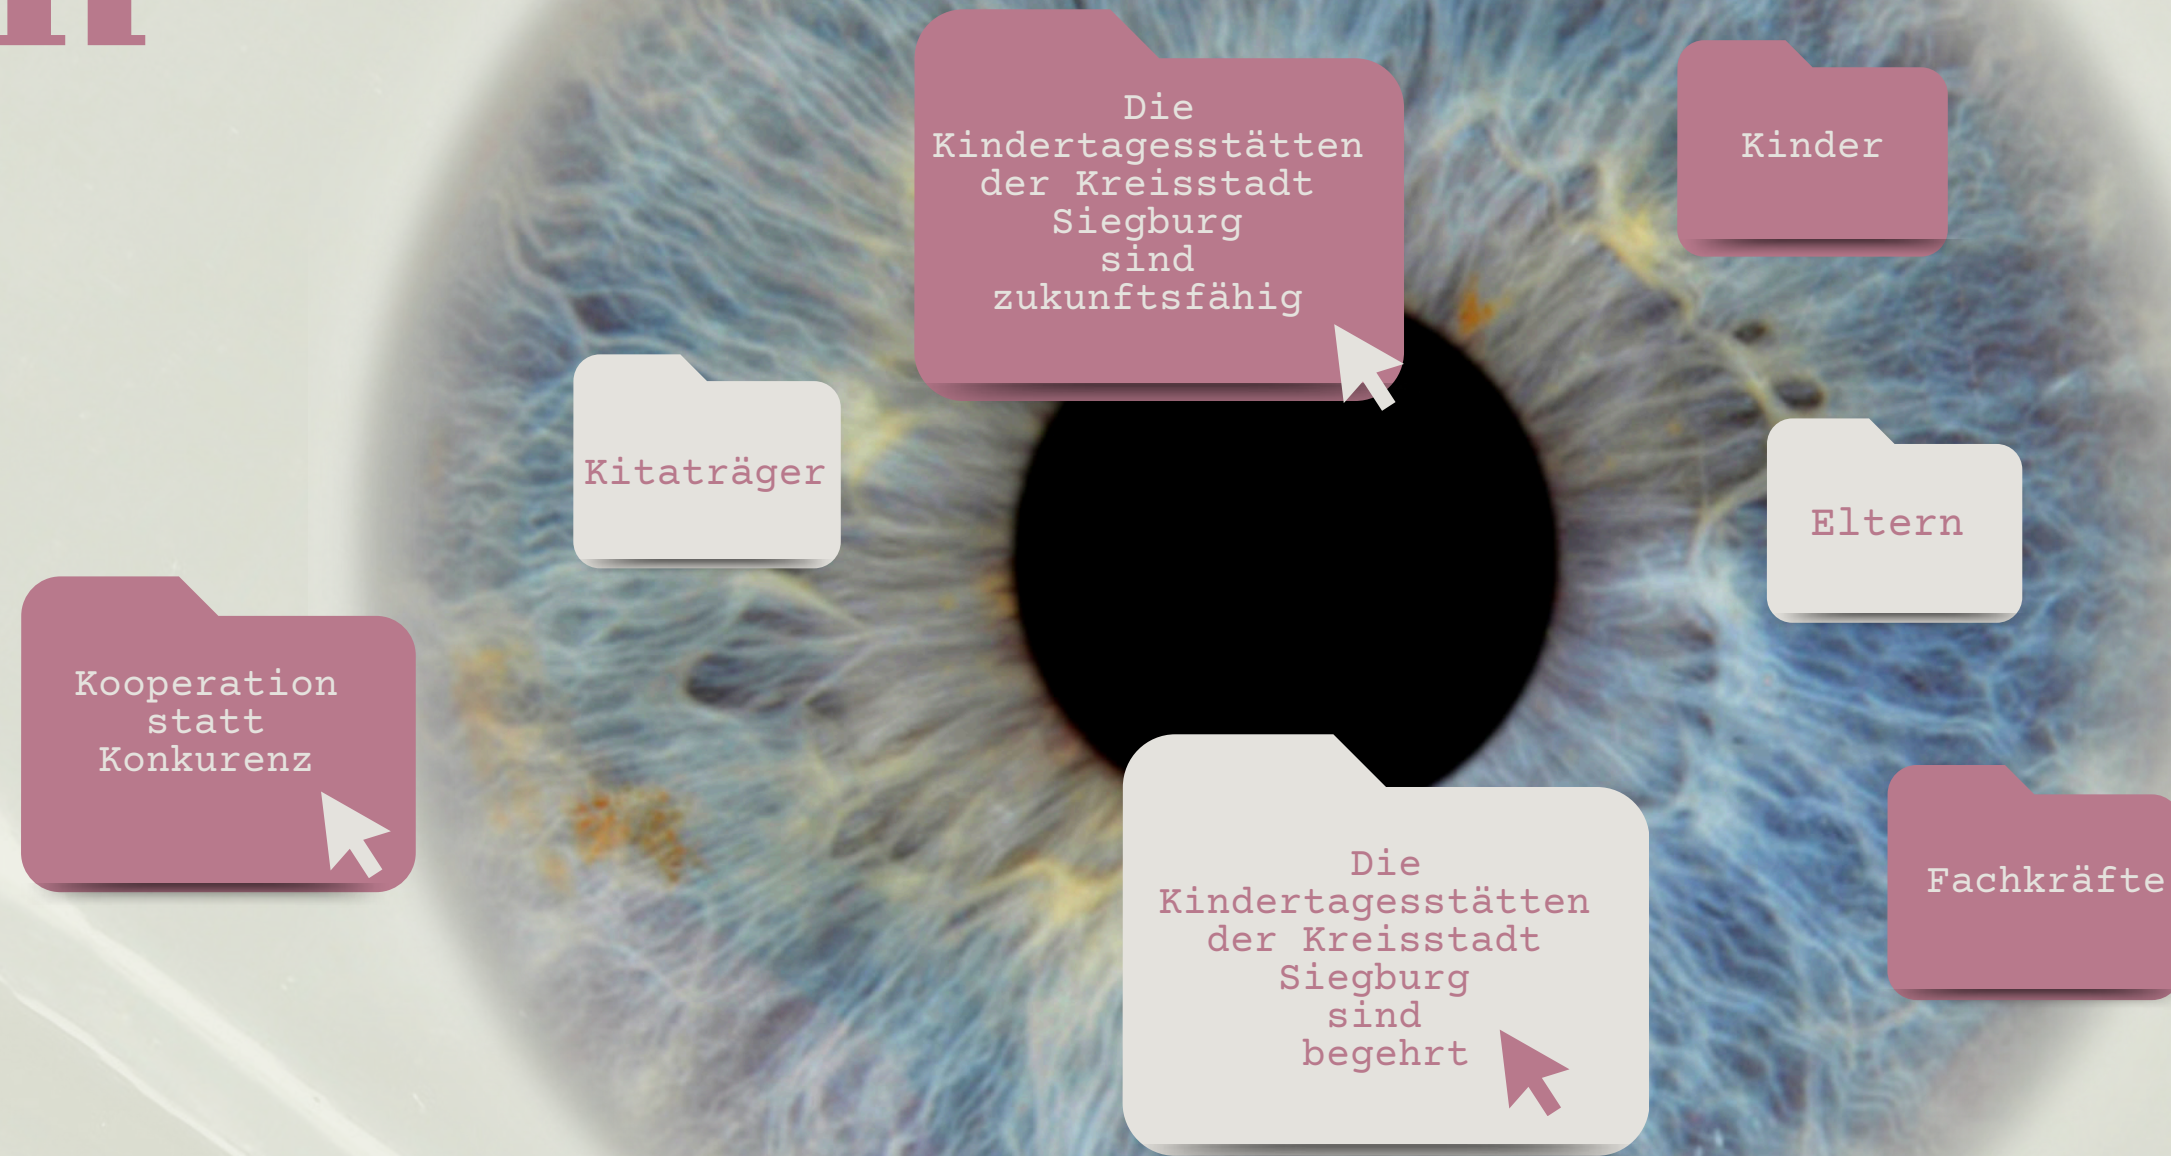 Die
Kindertagesstätten
der Kreisstadt
Siegburg
sind
zukunftsfähig
Kinder
Kitaträger
Eltern
Kooperation
statt
Konkurenz
Die
Kindertagesstätten
der Kreisstadt
Siegburg
sind
begehrt
Fachkräfte